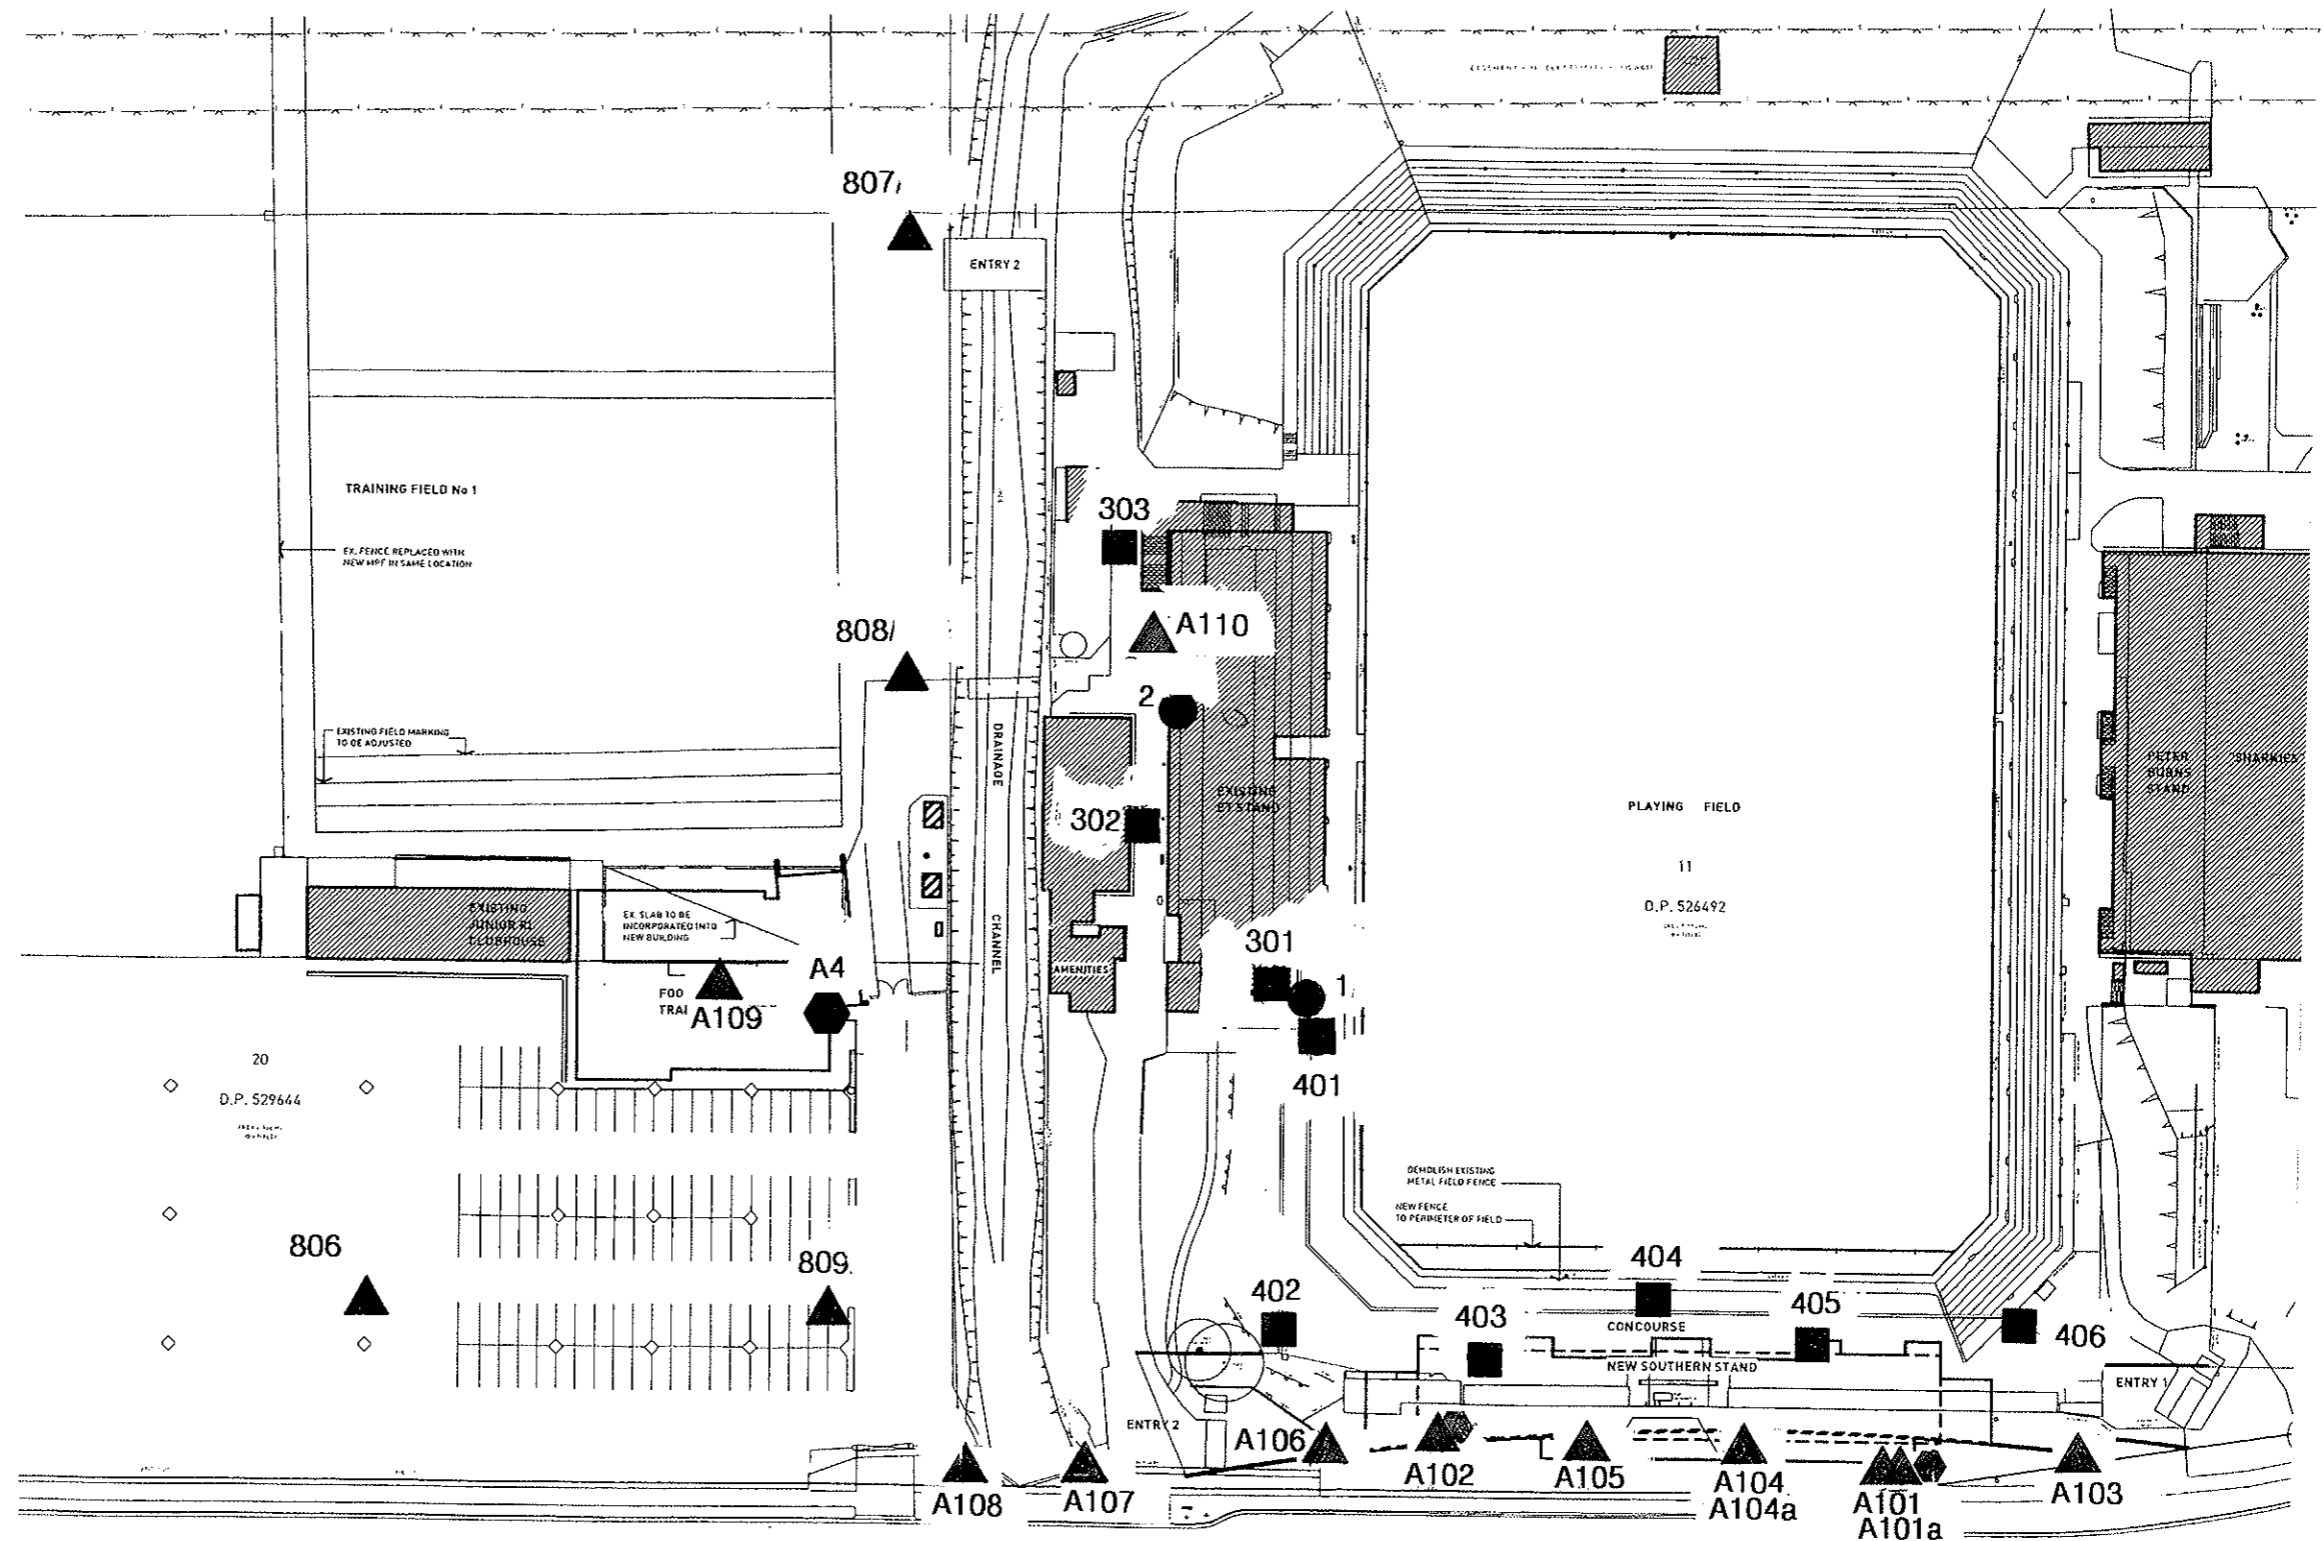 807
ENTRY 2
TRAINING FIELD No 1
EX. FENCE REPLACED WITH
NEW MPF IN SAME LOCATION
303
A110
808
2
EXISTING FIELD MARKING
TO BE ADJUSTED
DRAINAGE
CHANNEL
302
EXISTING
ET STAND
PLAYING FIELD
11
D.P. 526492
PETER
BURNS
STAND
SHARKIES
EXISTING
JUNIOR RL
CLUBHOUSE
EX. SLAB TO BE
INCORPORATED INTO
NEW BUILDING
A4
FOO
TRAI
A109
AMENITIES
301
1
401
20
D.P. 529644
DEMOLISH EXISTING
METAL FIELD FENCE
NEW FENCE
TO PERIMETER OF FIELD
806
809
402
403
404
405
406
CONCOURSE
NEW SOUTHERN STAND
ENTRY 1
ENTRY 2
A106
A102
A105
A104
A104a
A101
A101a
A103
A108
A107